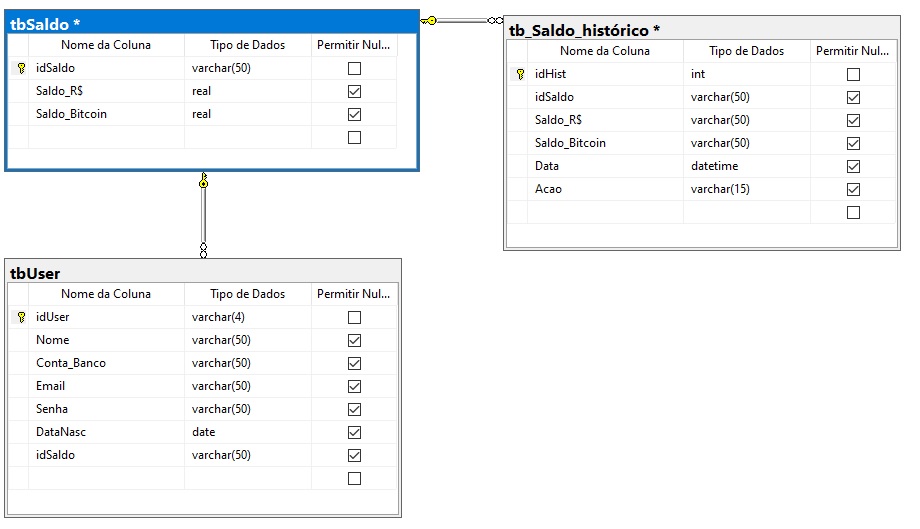 tbSaldo *
Nome da Coluna Tipo de Dados Permitir Nul...
idSaldo varchar(50)
Saldo_R$ real
Saldo_Bitcoin real
tb_Saldo_histórico *
Nome da Coluna Tipo de Dados Permitir Nul...
idHist int
idSaldo varchar(50)
Saldo_R$ varchar(50)
Saldo_Bitcoin varchar(50)
Data datetime
Acao varchar(15)
tbUser
Nome da Coluna Tipo de Dados Permitir Nul...
idUser varchar(4)
Nome varchar(50)
Conta_Banco varchar(50)
Email varchar(50)
Senha varchar(50)
DataNasc date
idSaldo varchar(50)